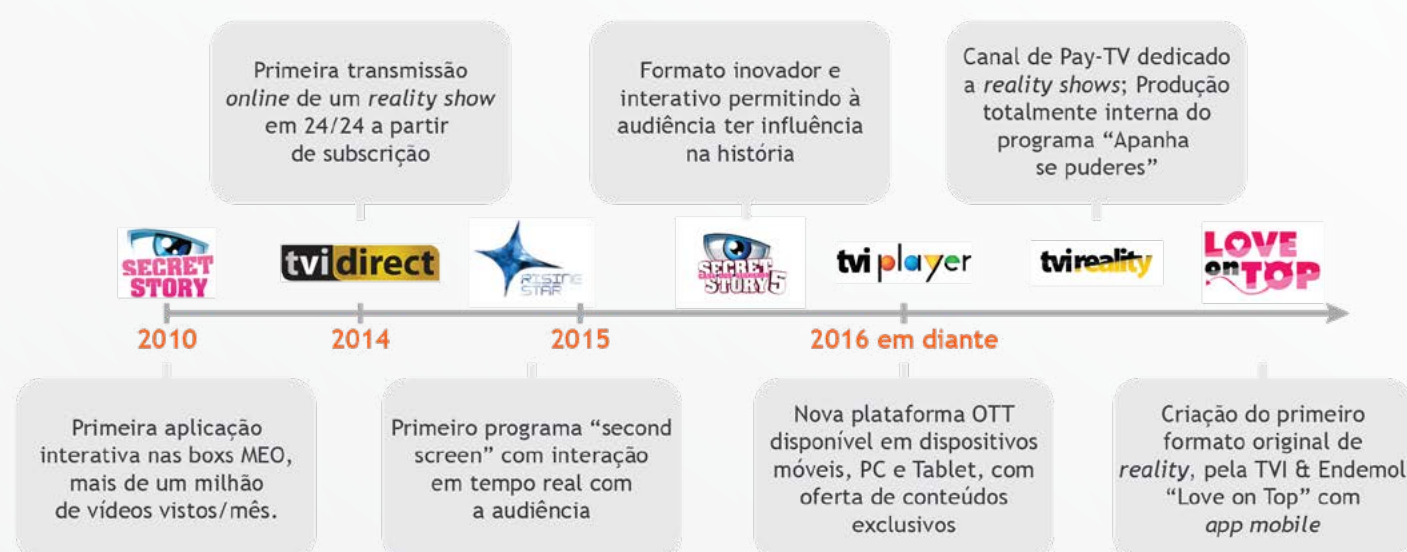 Primeira transmissão
online de um reality show
em 24/24 a partir
de subscrição
Formato inovador e
interativo permitindo à
audiência ter influência
na história
Canal de Pay-TV dedicado
a reality shows; Produção
totalmente interna do
programa “Apanha
se puderes”
SECRET
STORY
tvi direct
RISING
STAR
SECRET
STORY 5
tvi player
tvi reality
LOVE
on TOP
2010
2014
2015
2016 em diante
Primeira aplicação
interativa nas boxs MEO,
mais de um milhão
de vídeos vistos/mês.
Primeiro programa “second
screen” com interação
em tempo real com
a audiência
Nova plataforma OTT
disponível em dispositivos
móveis, PC e Tablet, com
oferta de conteúdos
exclusivos
Criação do primeiro
formato original de
reality, pela TVI & Endemol
“Love on Top” com
app mobile